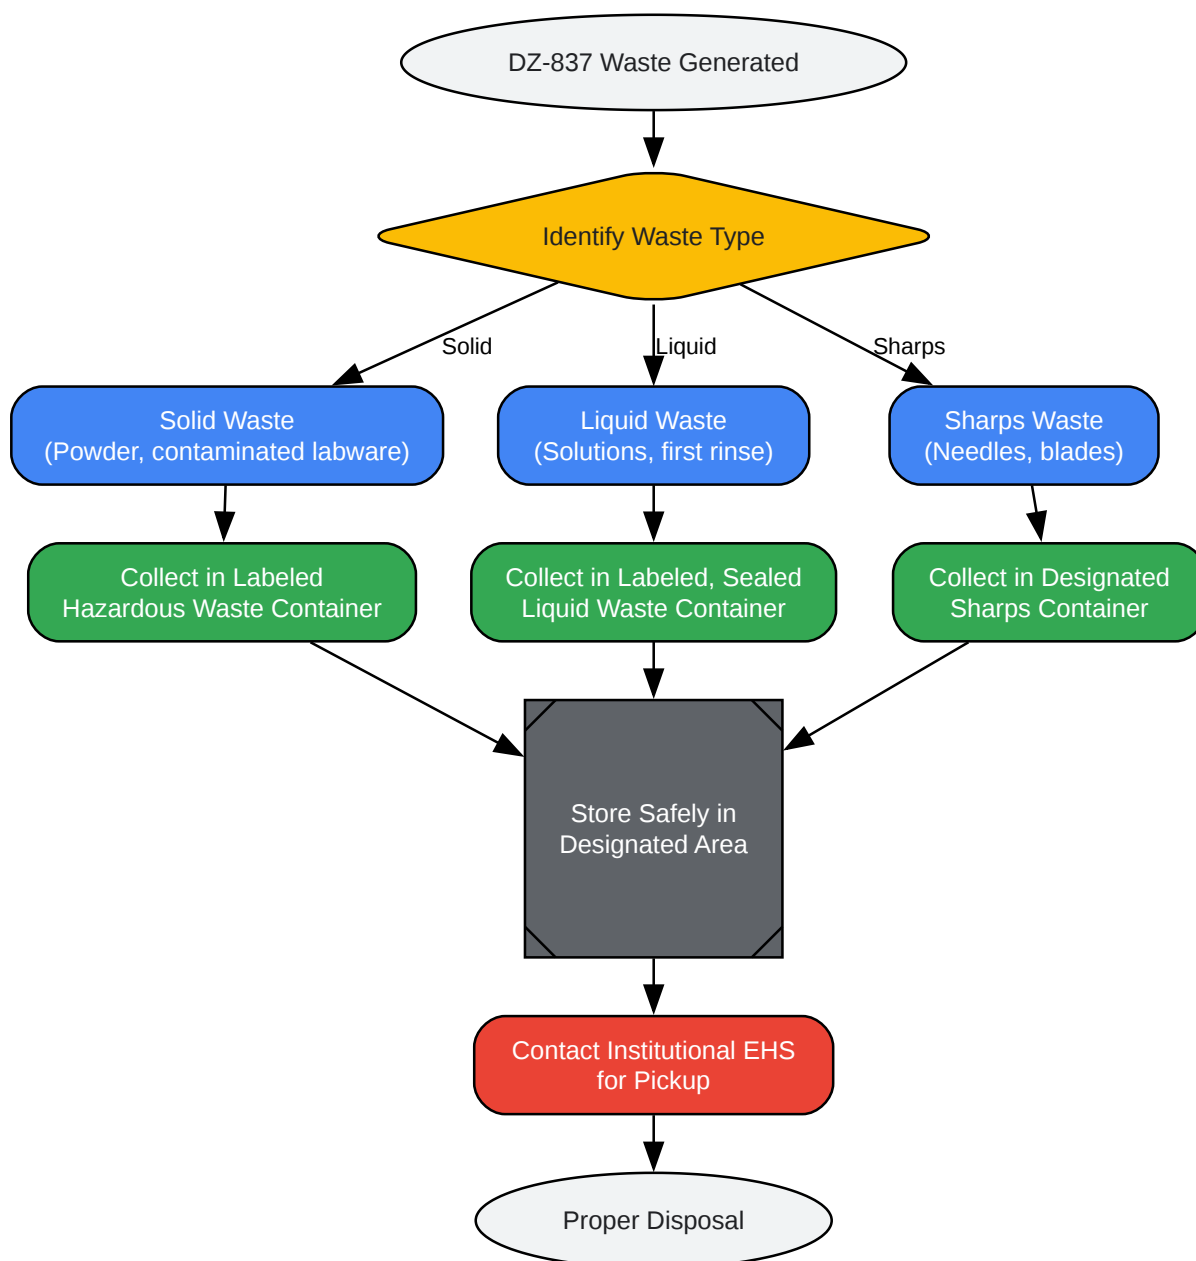 DZ-837 Waste Generated
Identify Waste Type
Solid
Liquid
Sharps
Solid Waste
(Powder, contaminated labware)
Liquid Waste
(Solutions, first rinse)
Sharps Waste
(Needles, blades)
Collect in Labeled
Hazardous Waste Container
Collect in Labeled, Sealed
Liquid Waste Container
Collect in Designated
Sharps Container
Store Safely in
Designated Area
Contact Institutional EHS
for Pickup
Proper Disposal